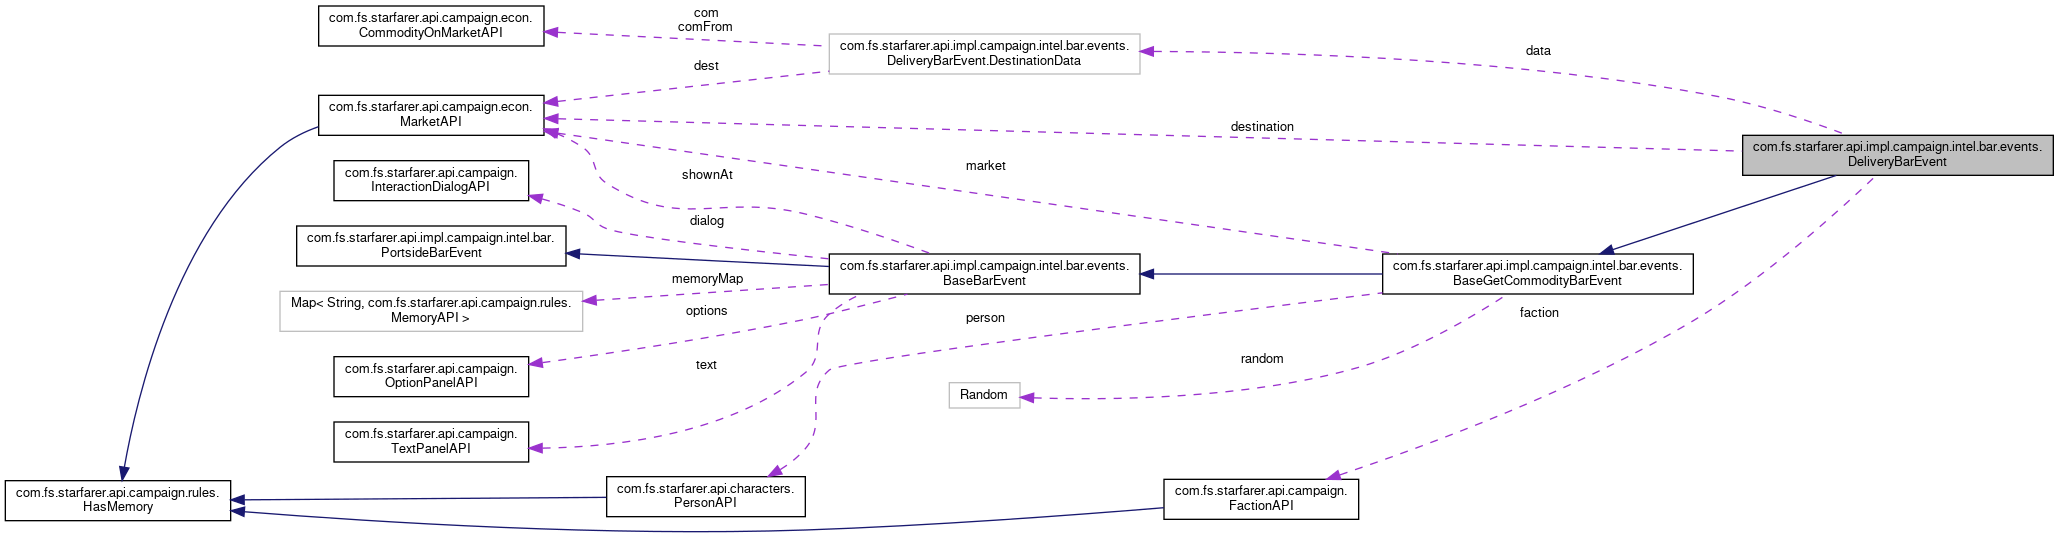 com.fs.starfarer.api.campaign.econ.
CommodityOnMarketAPI
com
comFrom
com.fs.starfarer.api.impl.campaign.intel.bar.events.
DeliveryBarEvent.DestinationData
data
dest
com.fs.starfarer.api.campaign.econ.
MarketAPI
destination
com.fs.starfarer.api.impl.campaign.intel.bar.events.
DeliveryBarEvent
com.fs.starfarer.api.campaign.
InteractionDialogAPI
shownAt
market
dialog
com.fs.starfarer.api.impl.campaign.intel.bar.
PortsideBarEvent
com.fs.starfarer.api.impl.campaign.intel.bar.events.
BaseBarEvent
com.fs.starfarer.api.impl.campaign.intel.bar.events.
BaseGetCommodityBarEvent
memoryMap
Map< String, com.fs.starfarer.api.campaign.rules.
MemoryAPI >
options
person
faction
com.fs.starfarer.api.campaign.
OptionPanelAPI
text
random
Random
com.fs.starfarer.api.campaign.
TextPanelAPI
com.fs.starfarer.api.campaign.rules.
HasMemory
com.fs.starfarer.api.characters.
PersonAPI
com.fs.starfarer.api.campaign.
FactionAPI